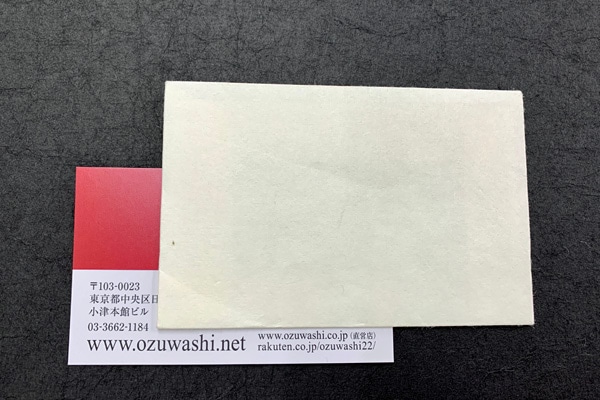 〒103-0023
東京都中央区日
小津本館ビル
03-3662-1184
www.ozuwashi.net
www.ozuwashi.co.jp (直営店)
rakuten.co.jp/ozuwashi22/